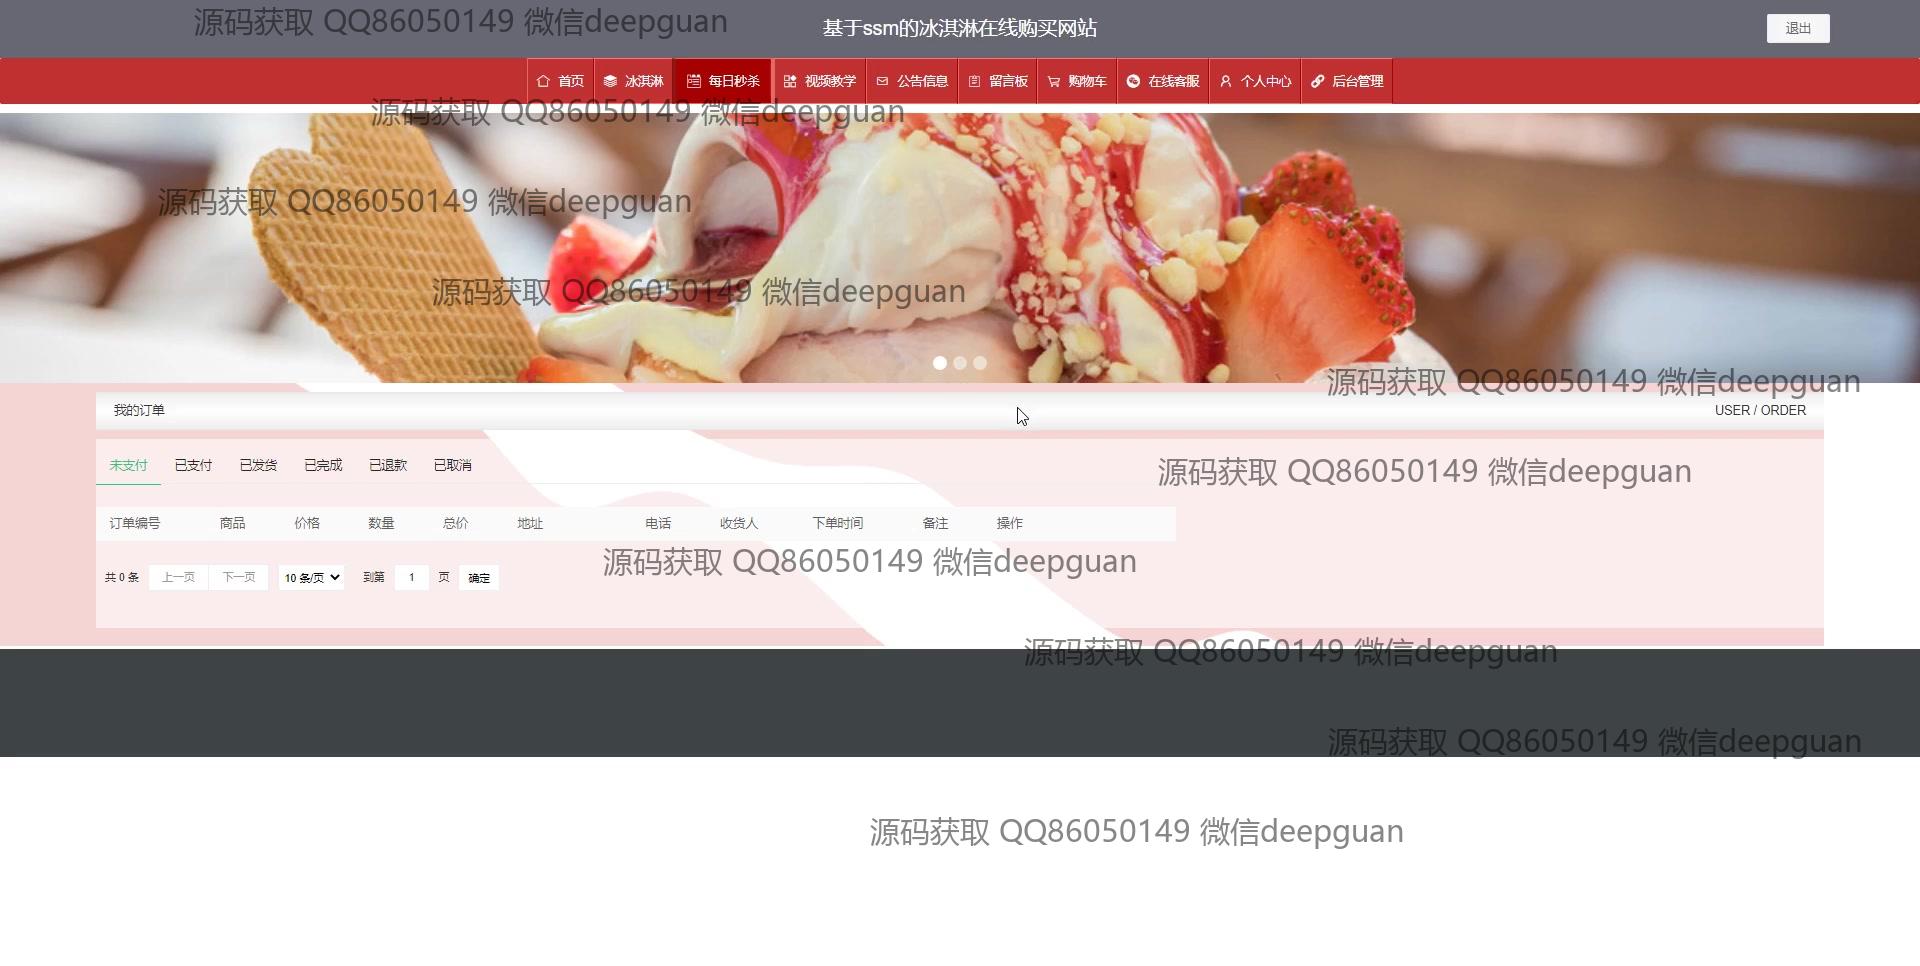 源码获取 QQ86050149 微信deepguan
基于ssm的冰淇淋在线购买网站
退出
首页 冰淇淋 每日秒杀 视频教学 公告信息 留言板 购物车 在线客服 个人中心 后台管理
源码获取 QQ86050149 微信deepguan
源码获取 QQ86050149 微信deepguan
源码获取 QQ86050149 微信deepguan
源码获取 QQ86050149 微信deepguan
我的订单
USER / ORDER
未支付 已支付 已发货 已完成 已退款 已取消
源码获取 QQ86050149 微信deepguan
订单编号 商品 价格 数量 总价 地址 电话 收货人 下单时间 备注 操作
源码获取 QQ86050149 微信deepguan
共 0 条 上一页 下一页 10 条/页 到第 1 页 确定
源码获取 QQ86050149 微信deepguan
源码获取 QQ86050149 微信deepguan
源码获取 QQ86050149 微信deepguan